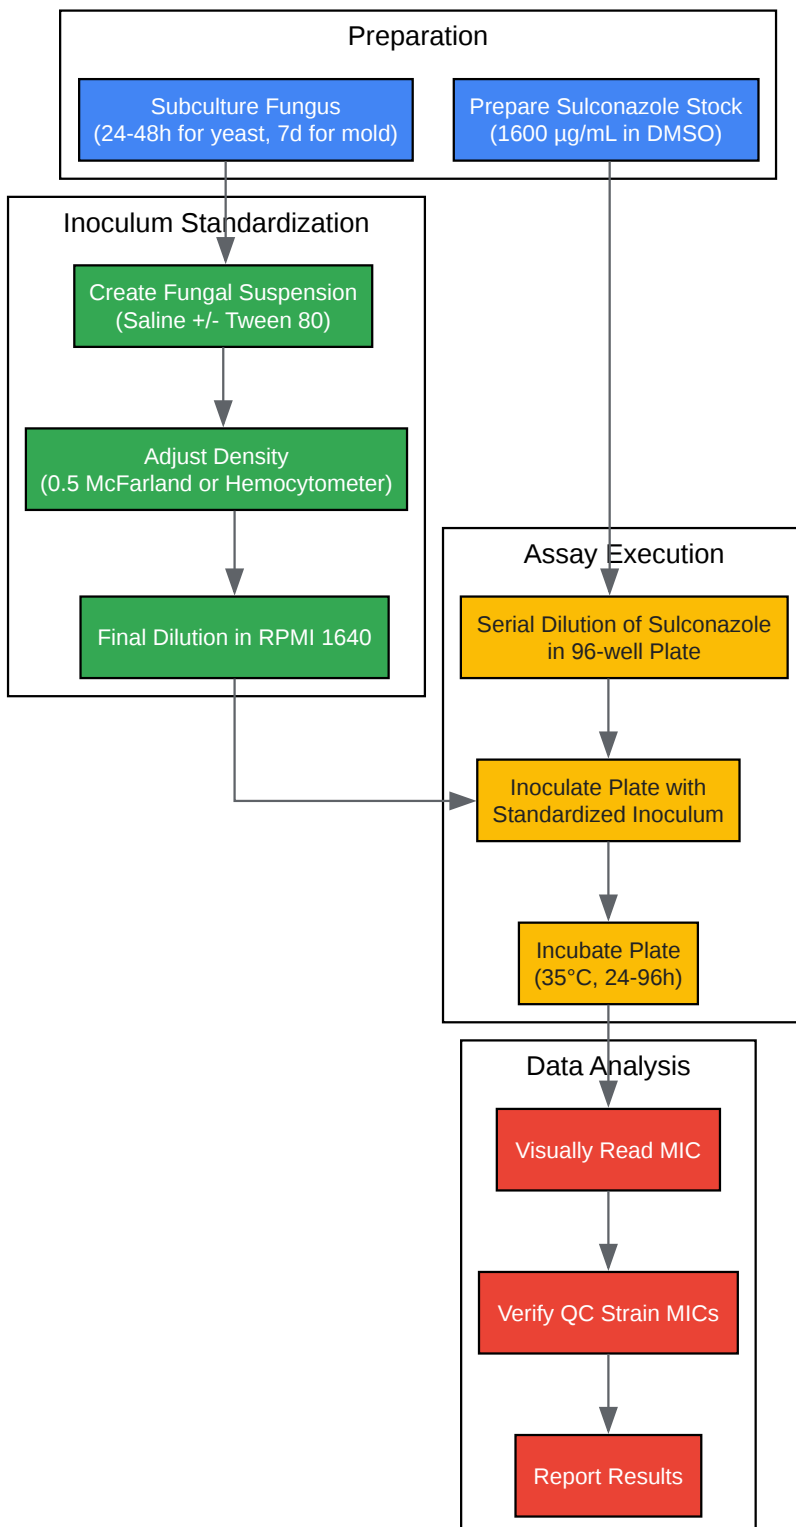 Preparation
Subculture Fungus
(24-48h for yeast, 7d for mold)
Prepare Sulconazole Stock
(1600 µg/mL in DMSO)
Inoculum Standardization
Create Fungal Suspension
(Saline +/- Tween 80)
Adjust Density
(0.5 McFarland or Hemocytometer)
Final Dilution in RPMI 1640
Assay Execution
Serial Dilution of Sulconazole
in 96-well Plate
Inoculate Plate with
Standardized Inoculum
Incubate Plate
(35°C, 24-96h)
Data Analysis
Visually Read MIC
Verify QC Strain MICs
Report Results